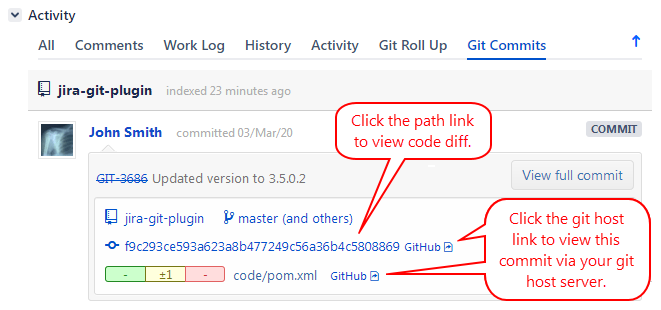 Activity
All Comments Work Log History Activity Git Roll Up Git Commits
jira-git-plugin indexed 23 minutes ago
Click the path link
to view code diff.
John Smith committed 03/Mar/20 COMMIT
GIT-3686 Updated version to 3.5.0.2 View full commit
jira-git-plugin master (and others)
f9c293ce593a623a8b477249c56a36b4c5808869 GitHub
- ±1 - code/pom.xml GitHub
Click the git host
link to view this
commit via your git
host server.